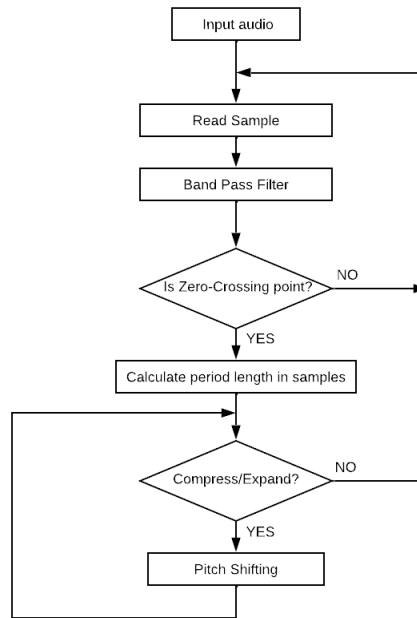 Input audio
Read Sample
Band Pass Filter
Is Zero-Crossing point?
NO
YES
Calculate period length in samples
Compress/Expand?
NO
YES
Pitch Shifting